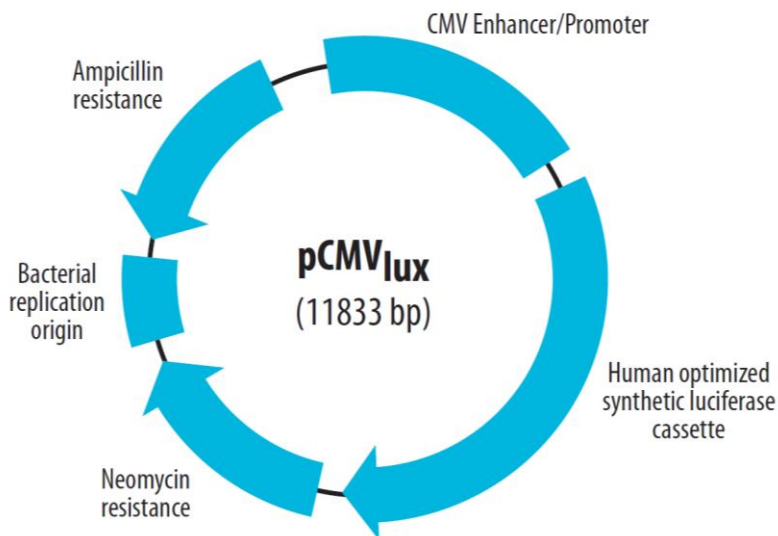 CMV Enhancer/Promoter
Ampicillin
resistance
pCMVlux
(11833 bp)
Bacterial
replication
origin
Human optimized
synthetic luciferase
cassette
Neomycin
resistance